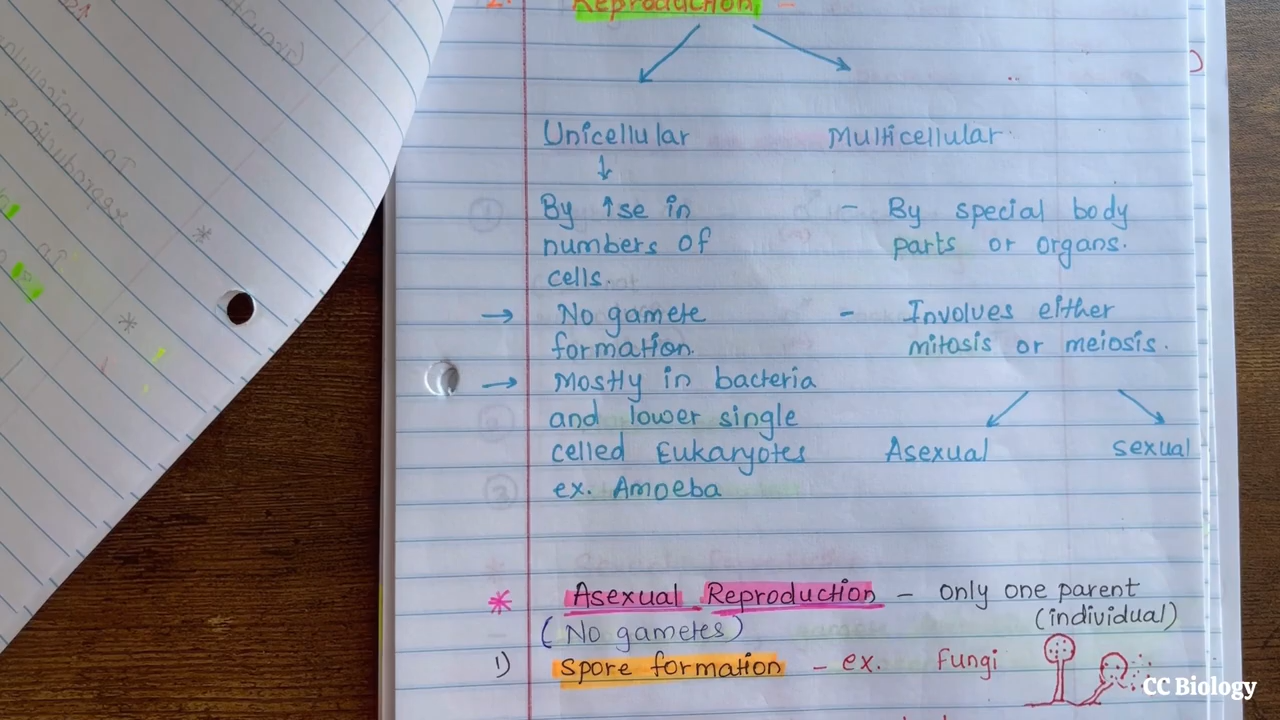 2. Reproduction -
Unicellular
Multicellular
↓
① By ↑se in
numbers of
cells.
→ No gamete
formation.
→ Mostly in bacteria
and lower single
celled Eukaryotes
ex. Amoeba
- By special body
parts or organs.
- Involves either
mitosis or meiosis.
Asexual
sexual
* Asexual Reproduction - only one parent
(No gametes)
(individual)
1) spore formation - ex. Fungi
CC Biology